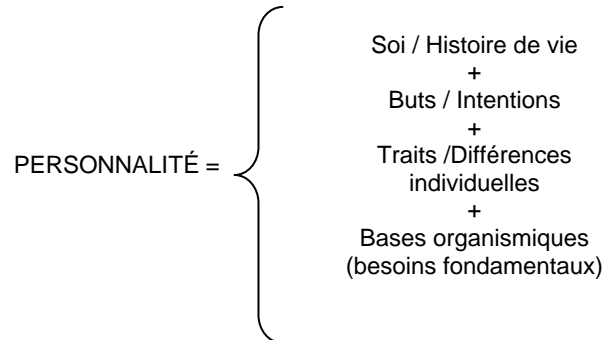 Soi / Histoire de vie
+
Buts / Intentions
+
PERSONNALITÉ =
Traits /Différences
individuelles
+
Bases organismiques
(besoins fondamentaux)